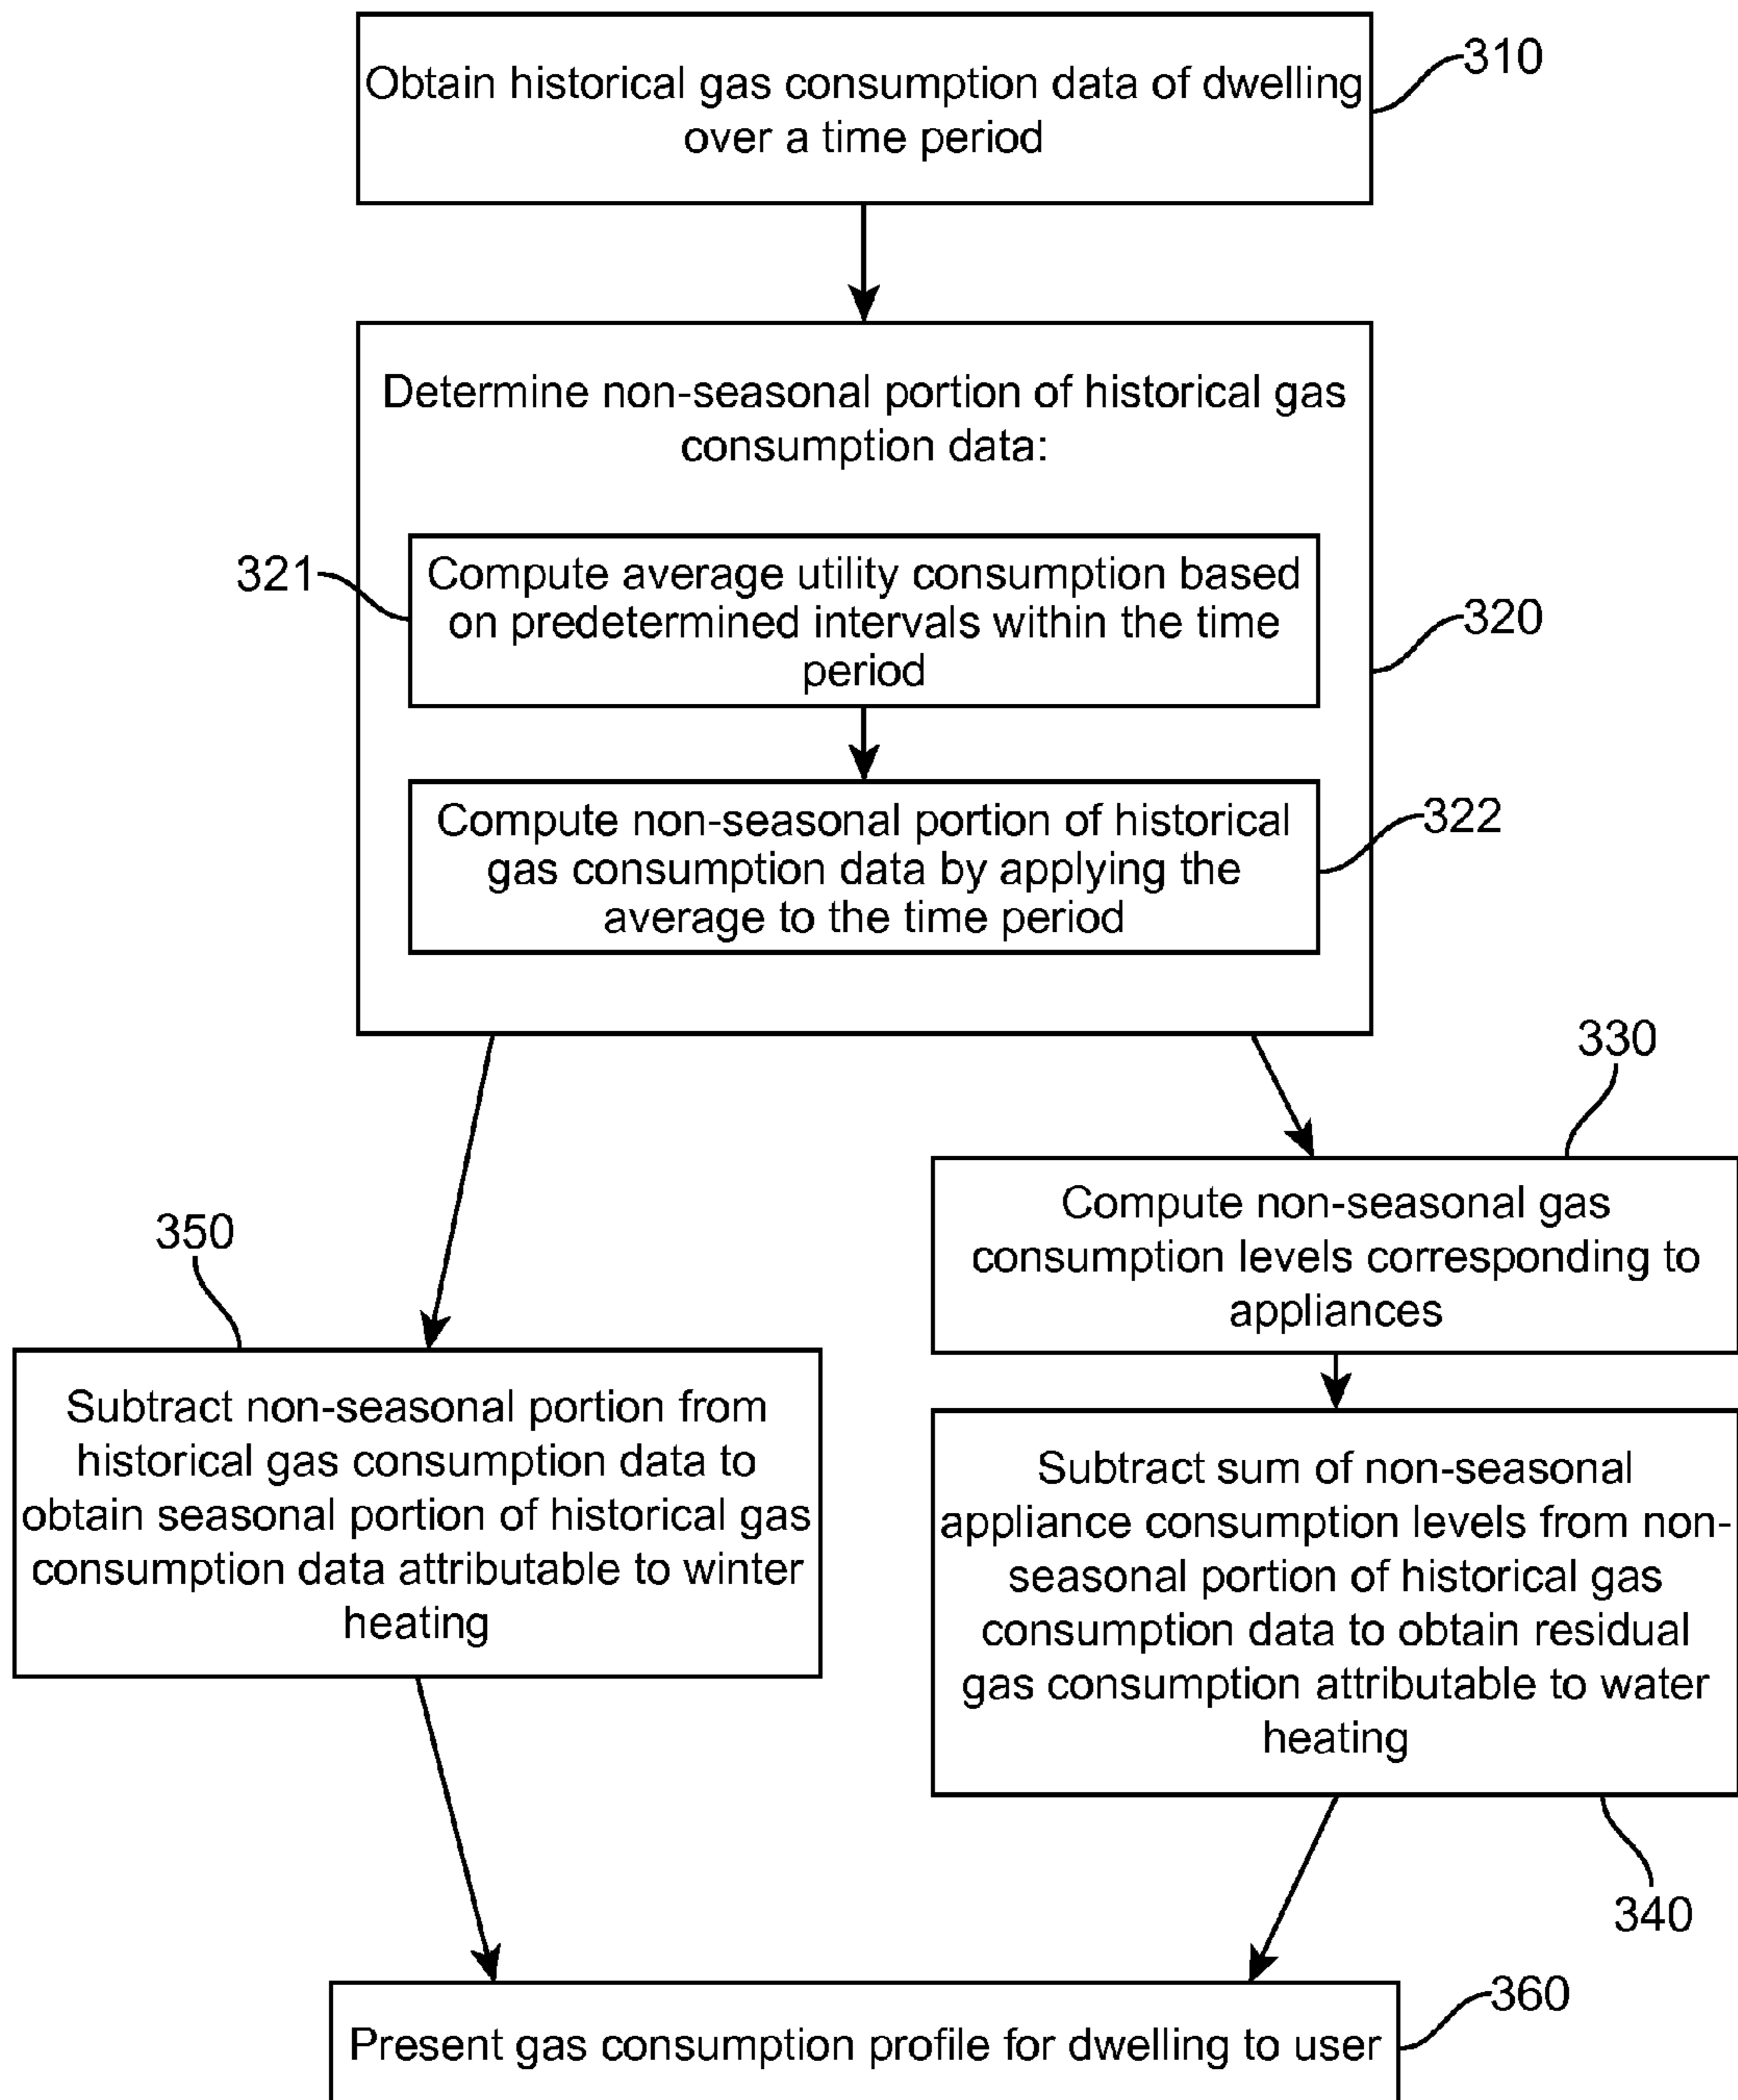 Obtain historical gas consumption data of dwelling
over a time period
310
Determine non-seasonal portion of historical gas
consumption data:
321
Compute average utility consumption based
on predetermined intervals within the time
period
320
Compute non-seasonal portion of historical
gas consumption data by applying the
average to the time period
322
330
Compute non-seasonal gas
consumption levels corresponding to
appliances
350
Subtract non-seasonal portion from
historical gas consumption data to
obtain seasonal portion of historical gas
consumption data attributable to winter
heating
Subtract sum of non-seasonal
appliance consumption levels from non-
seasonal portion of historical gas
consumption data to obtain residual
gas consumption attributable to water
heating
340
Present gas consumption profile for dwelling to user
360